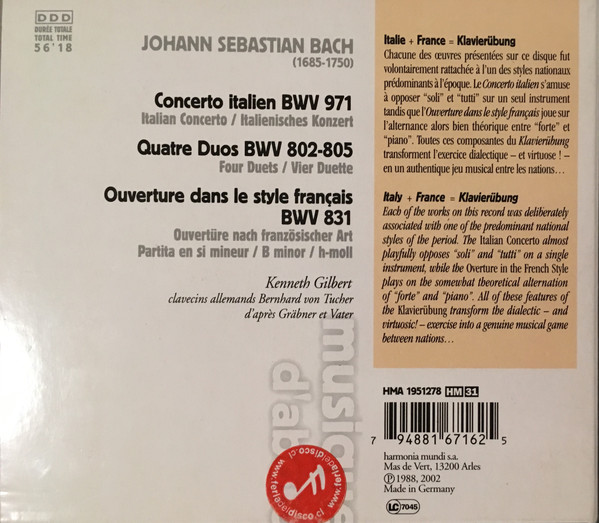 DDD
DURÉE TOTALE
TOTAL TIME
56'18
JOHANN SEBASTIAN BACH
(1685-1750)
Concerto italien BWV 971
Italian Concerto / Italienisches Konzert
Quatre Duos BWV 802-805
Four Duets / Vier Duette
Ouverture dans le style français
BWV 831
Ouvertüre nach französischer Art
Partita en si mineur / B minor / h-moll
Kenneth Gilbert
clavecins allemands Bernhard von Tucher
d'après Gräbner et Vater
musique
d'ab
www.feriadeldisco.cl
www.feriadeldisco.cl
Italie + France = Klavierübung
Chacune des œuvres présentées sur ce disque fut
volontairement rattachée à l'un des styles nationaux
prédominants à l'époque. Le Concerto italien s'amuse
à opposer "soli" et "tutti" sur un seul instrument
tandis que l'Ouverture dans le style français joue sur
l'alternance alors bien théorique entre "forte" et
"piano". Toutes ces composantes du Klavierübung
transforment l'exercice dialectique – et virtuose ! –
en un authentique jeu musical entre les nations…
Italy + France = Klavierübung
Each of the works on this record was deliberately
associated with one of the predominant national
styles of the period. The Italian Concerto almost
playfully opposes "soli" and "tutti" on a single
instrument, while the Overture in the French Style
plays on the somewhat theoretical alternation
of "forte" and "piano". All of these features of
the Klavierübung transform the dialectic – and
virtuosic! – exercise into a genuine musical game
between nations…
HMA 1951278 HM 31
7 94881 67162 5
harmonia mundi s.a.
Mas de Vert, 13200 Arles
℗ 1988, 2002
Made in Germany
LC 7045